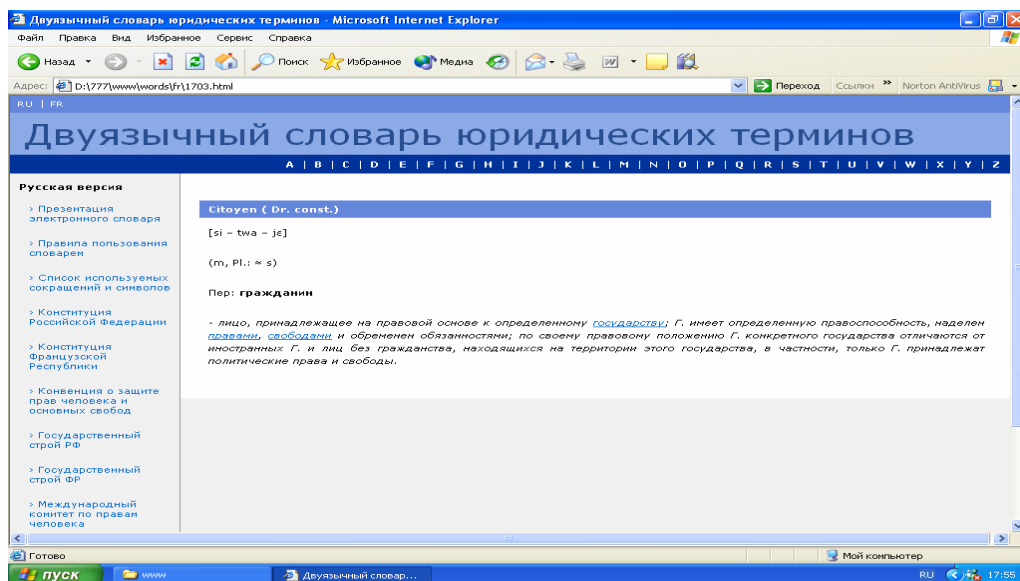 Двуязычный словарь юридических терминов - Microsoft Internet Explorer
Файл Правка Вид Избранное Сервис Справка
Назад Поиск Избранное Медиа
Адрес: D:\777\www\words\fr\1703.html Переход Ссылки » Norton AntiVirus
RU | FR
Двуязычный словарь юридических терминов
A | B | C | D | E | F | G | H | I | J | K | L | M | N | O | P | Q | R | S | T | U | V | W | X | Y | Z
Русская версия
> Презентация
электронного словаря
> Правила пользования
словарем
> Список используемых
сокращений и символов
> Конституция
Российской Федерации
> Конституция
Французской
Республики
> Конвенция о защите
прав человека и
основных свобод
> Государственный
строй РФ
> Государственный
строй ФР
> Международный
комитет по правам
человека
Citoyen ( Dr. const.)
[si – twa – jɛ]
(m, Pl.: ≈ s)
Пер: гражданин
- лицо, принадлежащее на правовой основе к определенному государству; Г. имеет определенную правоспособность, наделен
правами, свободами и обременен обязанностями; по своему правовому положению Г. конкретного государства отличаются от
иностранных Г. и лиц без гражданства, находящихся на территории этого государства, в частности, только Г. принадлежат
политические права и свободы.
Готово Мой компьютер
пуск www Двуязычный словар... RU 17:55